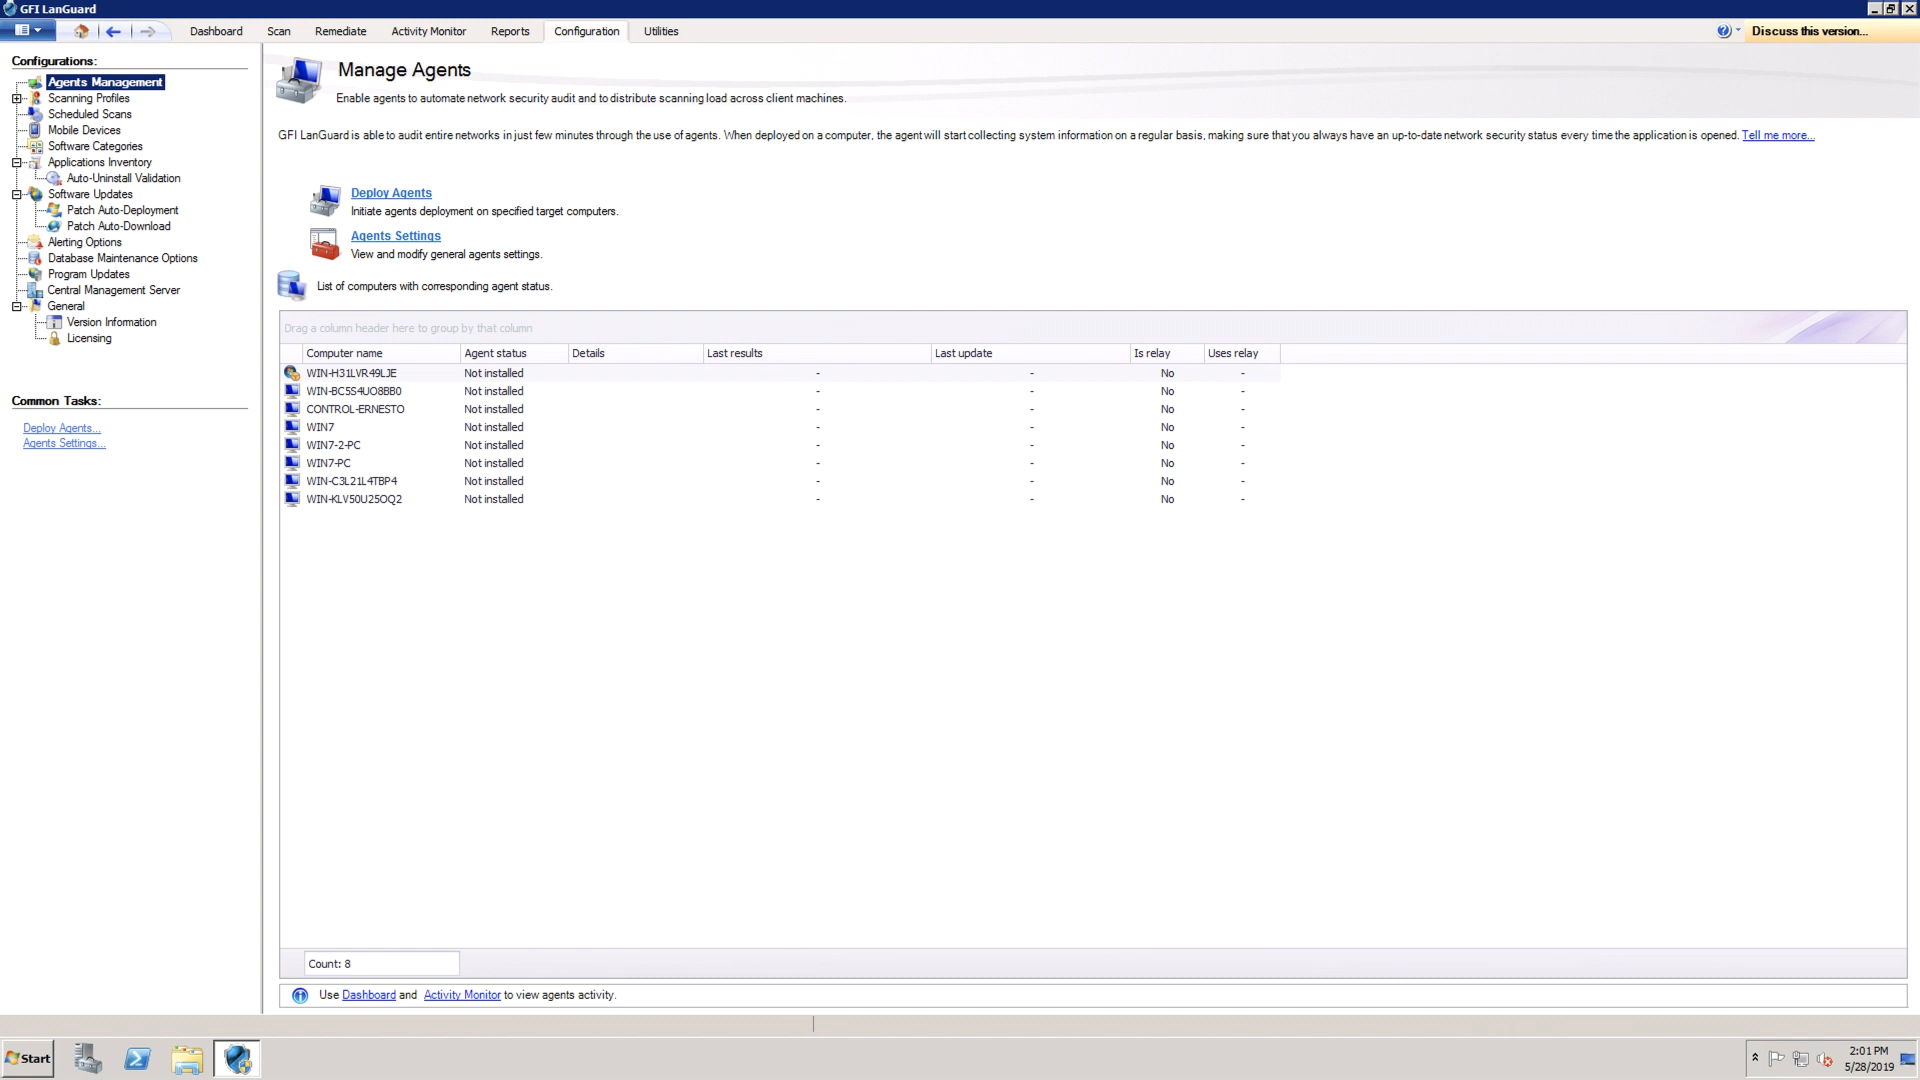 GFI LanGuard
Dashboard Scan Remediate Activity Monitor Reports Configuration Utilities Discuss this version...
Configurations:
Agents Management
Scanning Profiles
Scheduled Scans
Mobile Devices
Software Categories
Applications Inventory
Auto-Uninstall Validation
Software Updates
Patch Auto-Deployment
Patch Auto-Download
Alerting Options
Database Maintenance Options
Program Updates
Central Management Server
General
Version Information
Licensing
Common Tasks:
Deploy Agents...
Agents Settings...
Manage Agents
Enable agents to automate network security audit and to distribute scanning load across client machines.
GFI LanGuard is able to audit entire networks in just few minutes through the use of agents. When deployed on a computer, the agent will start collecting system information on a regular basis, making sure that you always have an up-to-date network security status every time the application is opened. Tell me more...
Deploy Agents
Initiate agents deployment on specified target computers.
Agents Settings
View and modify general agents settings.
List of computers with corresponding agent status.
Drag a column header here to group by that column
Computer name Agent status Details Last results Last update Is relay Uses relay
WIN-H31LVR49LJE Not installed - - No -
WIN-BC5S4UO8BB0 Not installed - - No -
CONTROL-ERNESTO Not installed - - No -
WIN7 Not installed - - No -
WIN7-2-PC Not installed - - No -
WIN7-PC Not installed - - No -
WIN-C3L21L4TBP4 Not installed - - No -
WIN-KLV50U25OQ2 Not installed - - No -
Count: 8
Use Dashboard and Activity Monitor to view agents activity.
Start
2:01 PM
5/28/2019